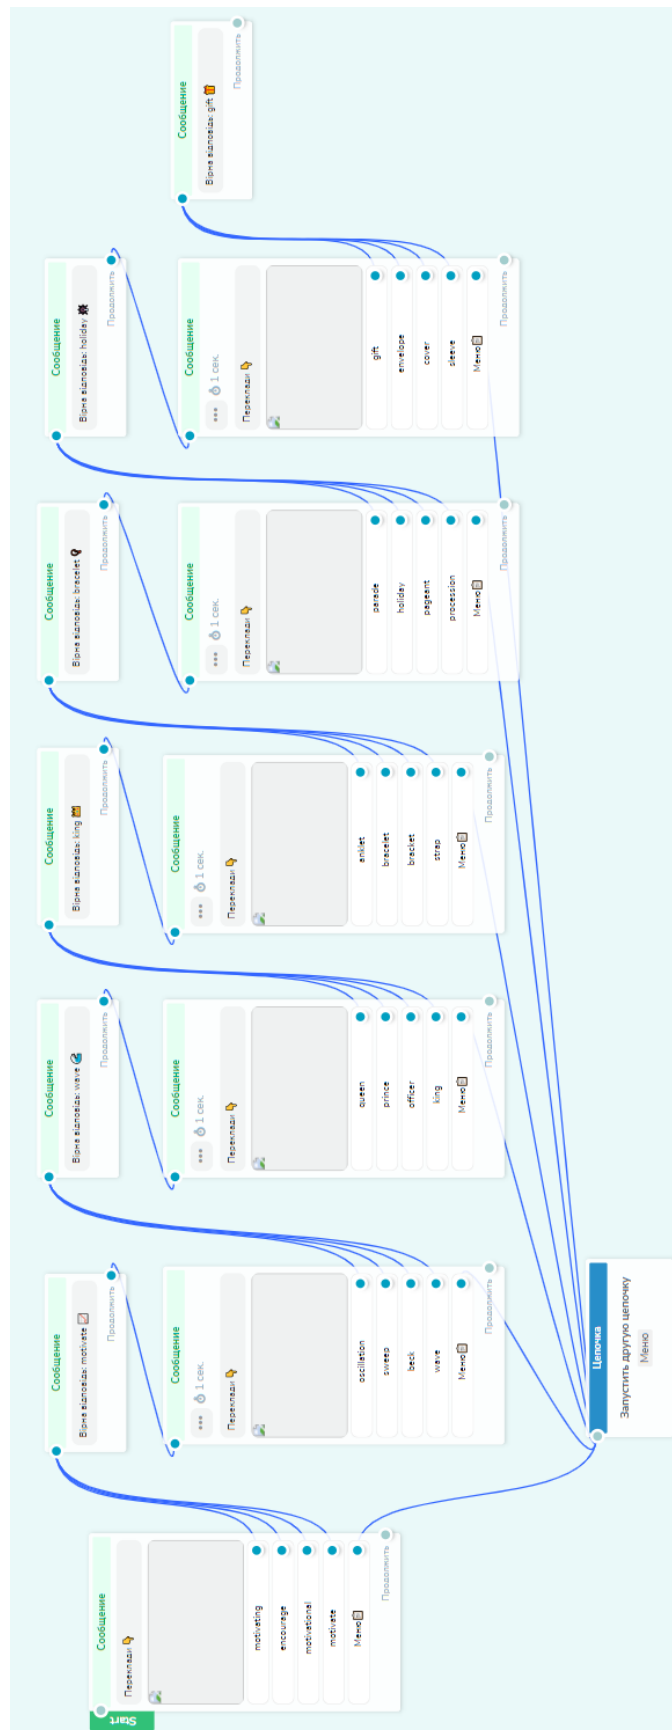 Start
Сообщение
Переклади 👉
motivating
encourage
motivational
motivate
Меню📋
Продолжить
Сообщение
Вірна відповідь: motivate 📈
Продолжить
Сообщение
1 сек.
Переклади 👉
oscillation
sweep
beck
wave
Меню📋
Продолжить
Сообщение
Вірна відповідь: wave 🌊
Продолжить
Сообщение
1 сек.
Переклади 👉
queen
prince
officer
king
Меню📋
Продолжить
Сообщение
Вірна відповідь: king 👑
Продолжить
Сообщение
1 сек.
Переклади 👉
anklet
bracelet
bracket
strap
Меню📋
Продолжить
Сообщение
Вірна відповідь: bracelet
Продолжить
Сообщение
1 сек.
Переклади 👉
parade
holiday
pageant
procession
Меню📋
Продолжить
Сообщение
Вірна відповідь: holiday
Продолжить
Сообщение
1 сек.
Переклади 👉
gift
envelope
cover
sleeve
Меню📋
Продолжить
Сообщение
Вірна відповідь: gift 🎁
Продолжить
Цепочка
Запустить другую цепочку
Меню